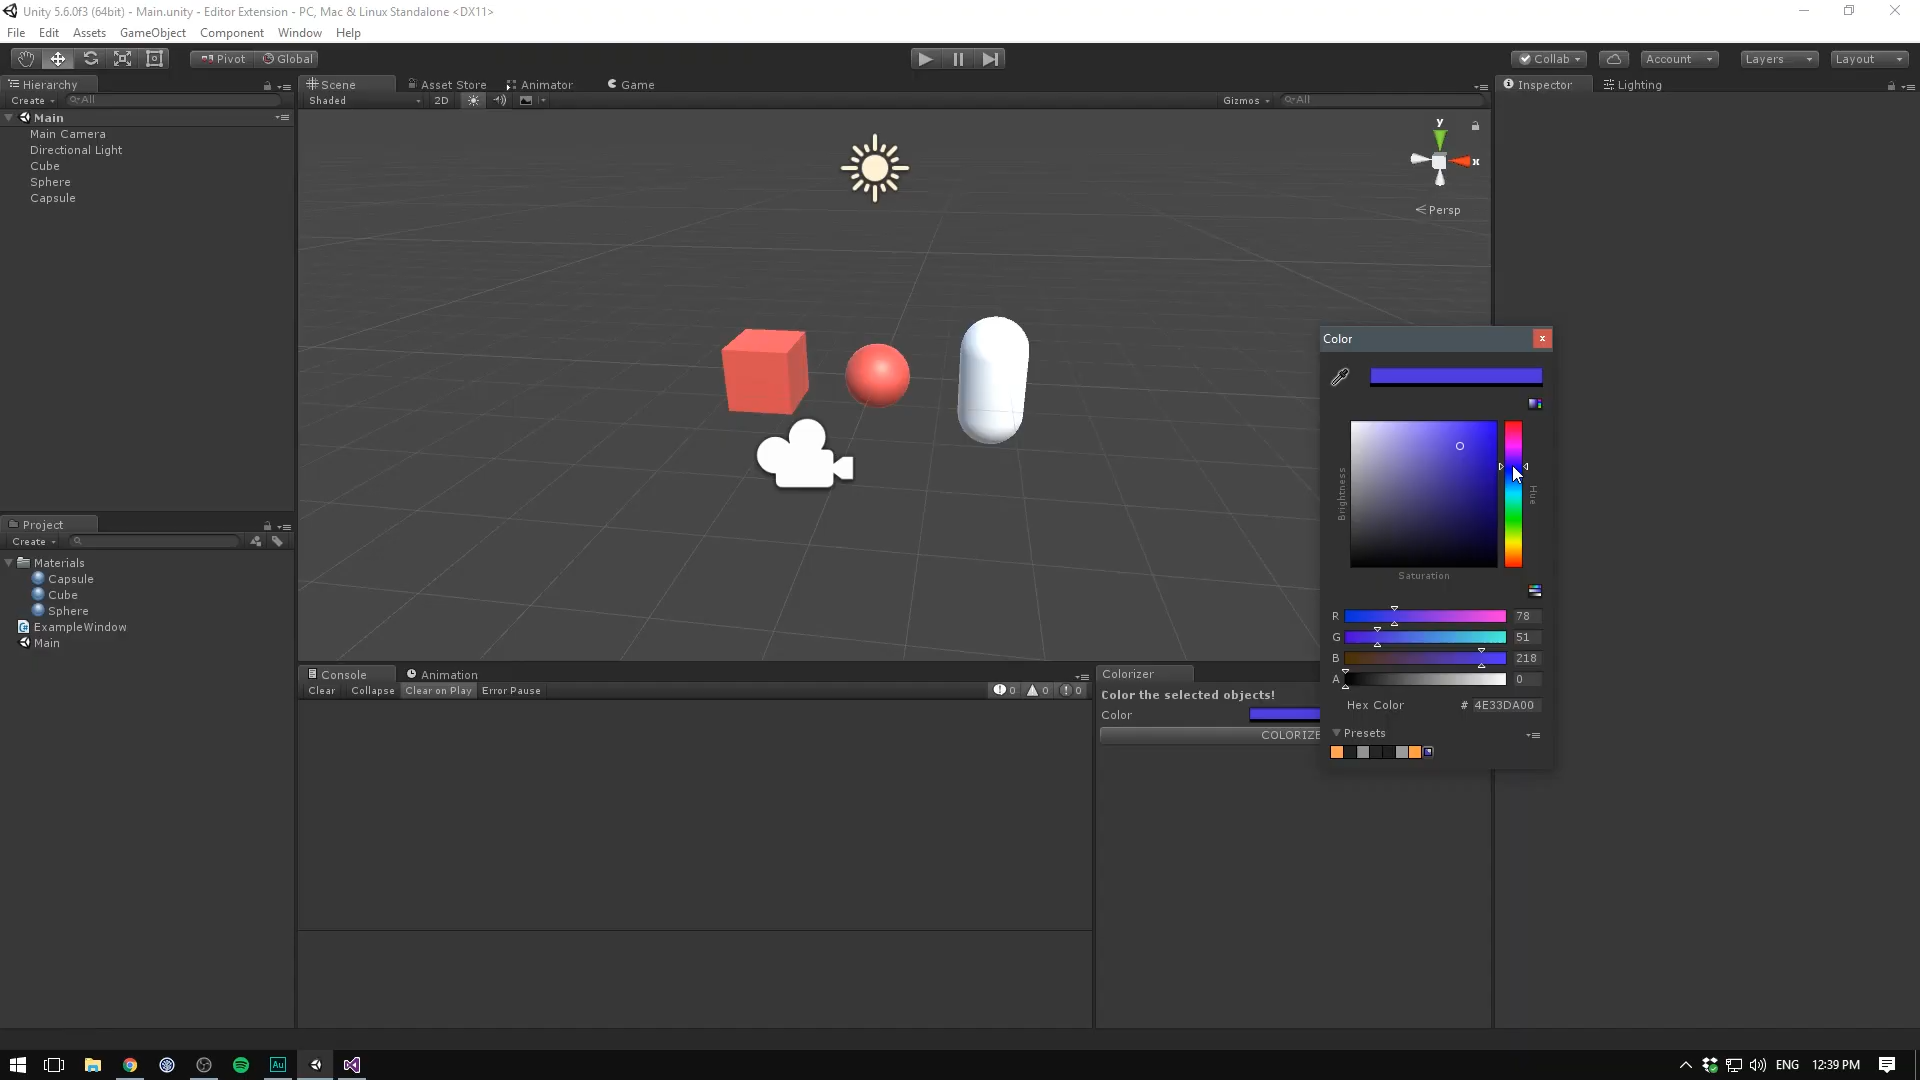 Unity 5.6.0f3 (64bit) - Main.unity - Editor Extension - PC, Mac & Linux Standalone <DX11>
File Edit Assets GameObject Component Window Help
Pivot Global Collab Account Layers Layout
Hierarchy
Create All
Main
Main Camera
Directional Light
Cube
Sphere
Capsule
Scene Asset Store Animator Game
Shaded 2D Gizmos All
y
x
Persp
Inspector Lighting
Color
Brightness
Hue
Saturation
R 78
G 51
B 218
A 0
Hex Color # 4E33DA00
Presets
Project
Create
Materials
Capsule
Cube
Sphere
ExampleWindow
Main
Console Animation
Clear Collapse Clear on Play Error Pause 0 0 0
Colorizer
Color the selected objects!
Color
COLORIZE
Au
ENG 12:39 PM